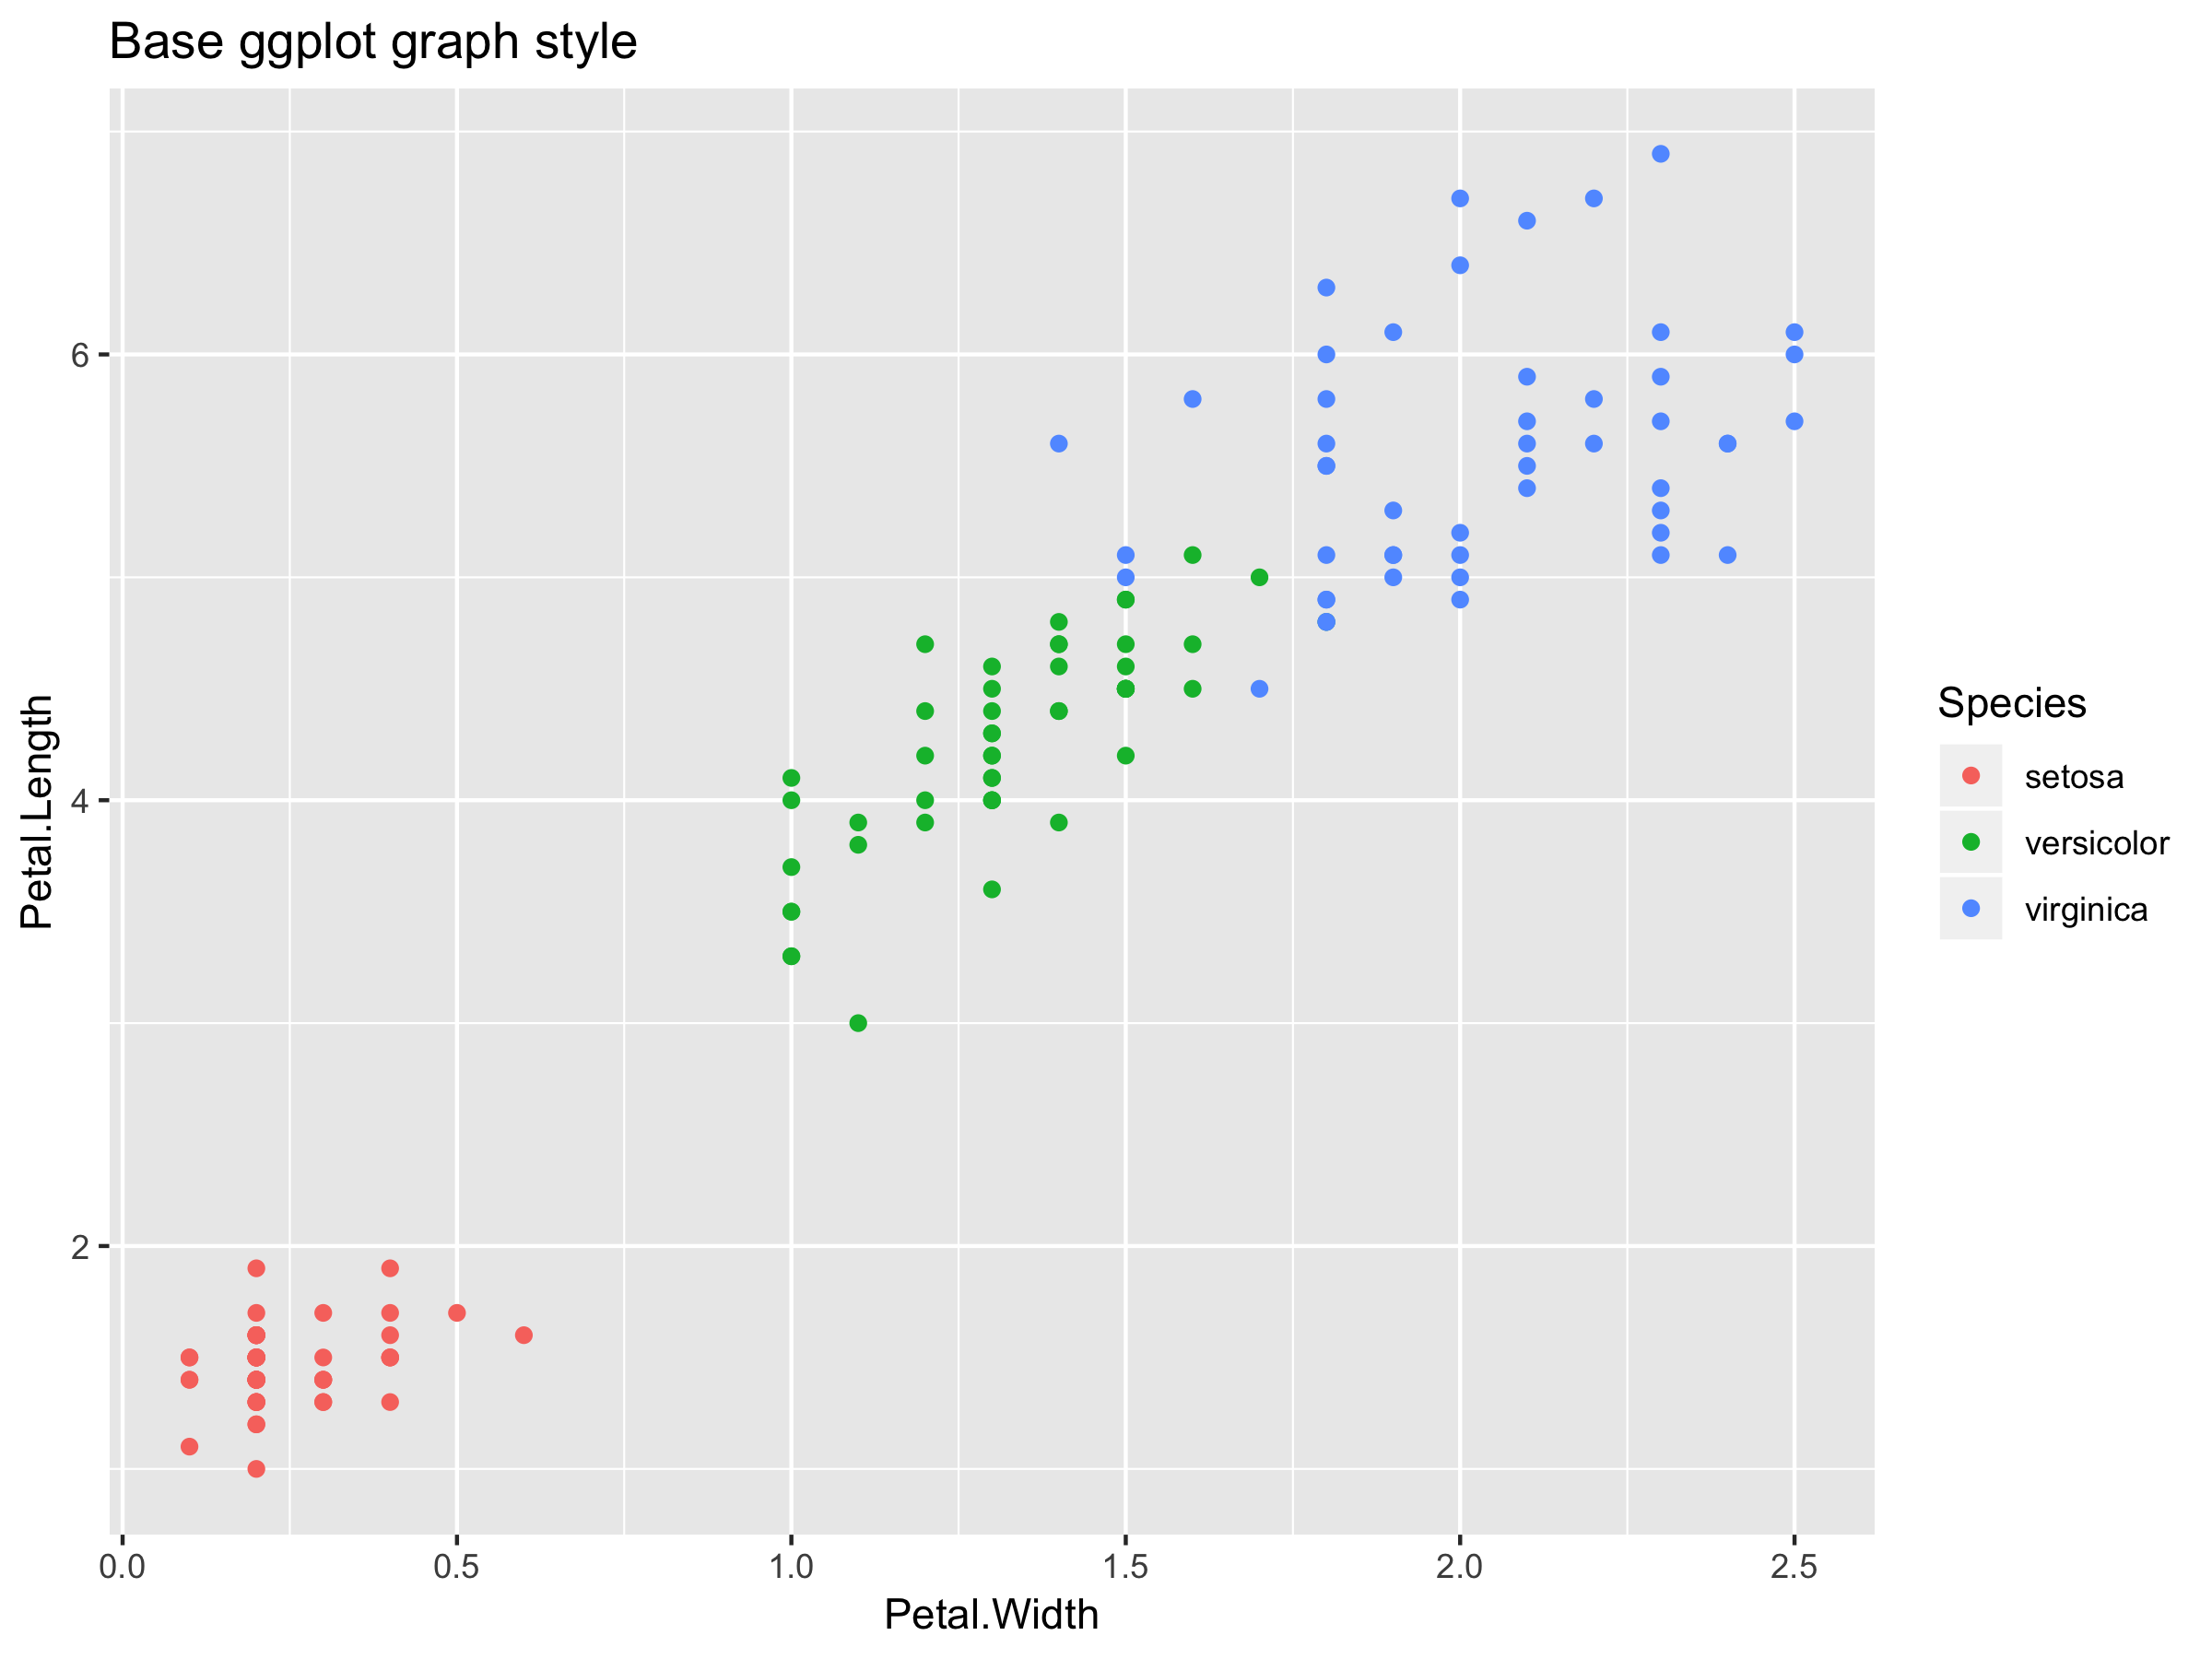 Base ggplot graph style
Petal.Length
6
4
2
0.0 0.5 1.0 1.5 2.0 2.5
Petal.Width
Species
setosa
versicolor
virginica